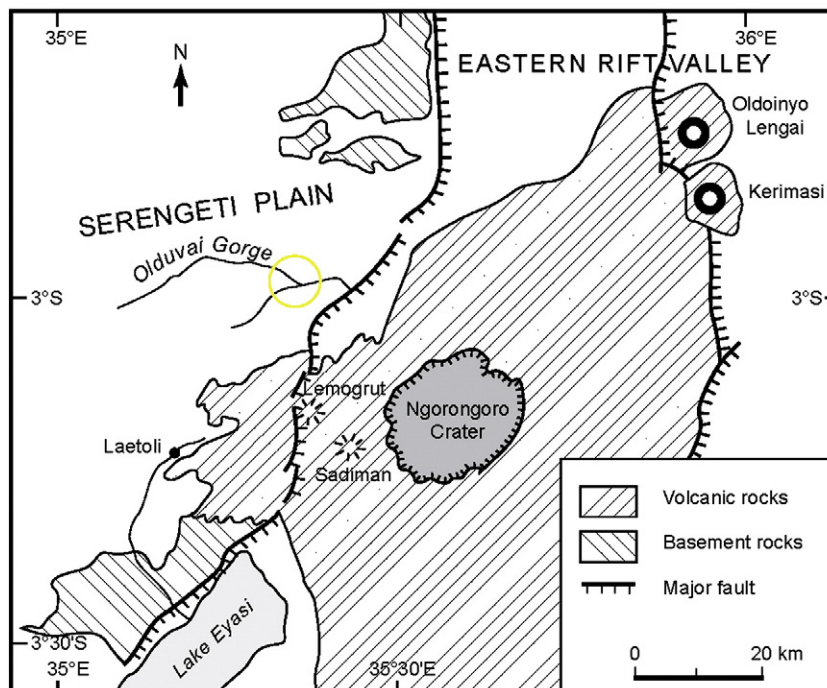 35°E
36°E
N
EASTERN RIFT VALLEY
Oldoinyo
Lengai
Kerimasi
SERENGETI PLAIN
Olduvai Gorge
3°S
3°S
Lemogrut
Ngorongoro
Crater
Laetoli
Sadiman
Volcanic rocks
Basement rocks
Major fault
Lake Eyasi
3°30'S
35°E
35°30'E
0
20 km